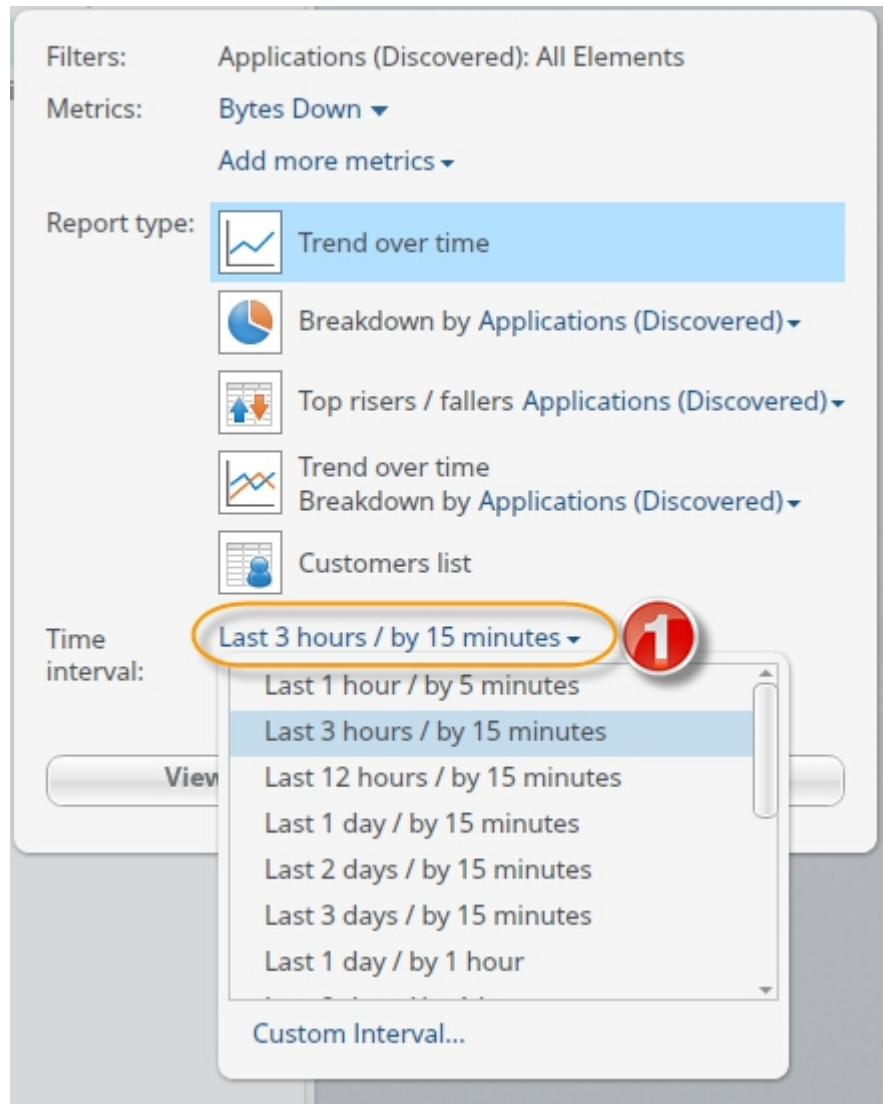 Filters: Applications (Discovered): All Elements
Metrics: Bytes Down
Add more metrics
Report type:
Trend over time
Breakdown by Applications (Discovered)
Top risers / fallers Applications (Discovered)
Trend over time
Breakdown by Applications (Discovered)
Customers list
Time interval:
Last 3 hours / by 15 minutes
1
Last 1 hour / by 5 minutes
Last 3 hours / by 15 minutes
Last 12 hours / by 15 minutes
Last 1 day / by 15 minutes
Last 2 days / by 15 minutes
Last 3 days / by 15 minutes
Last 1 day / by 1 hour
Custom Interval...
View